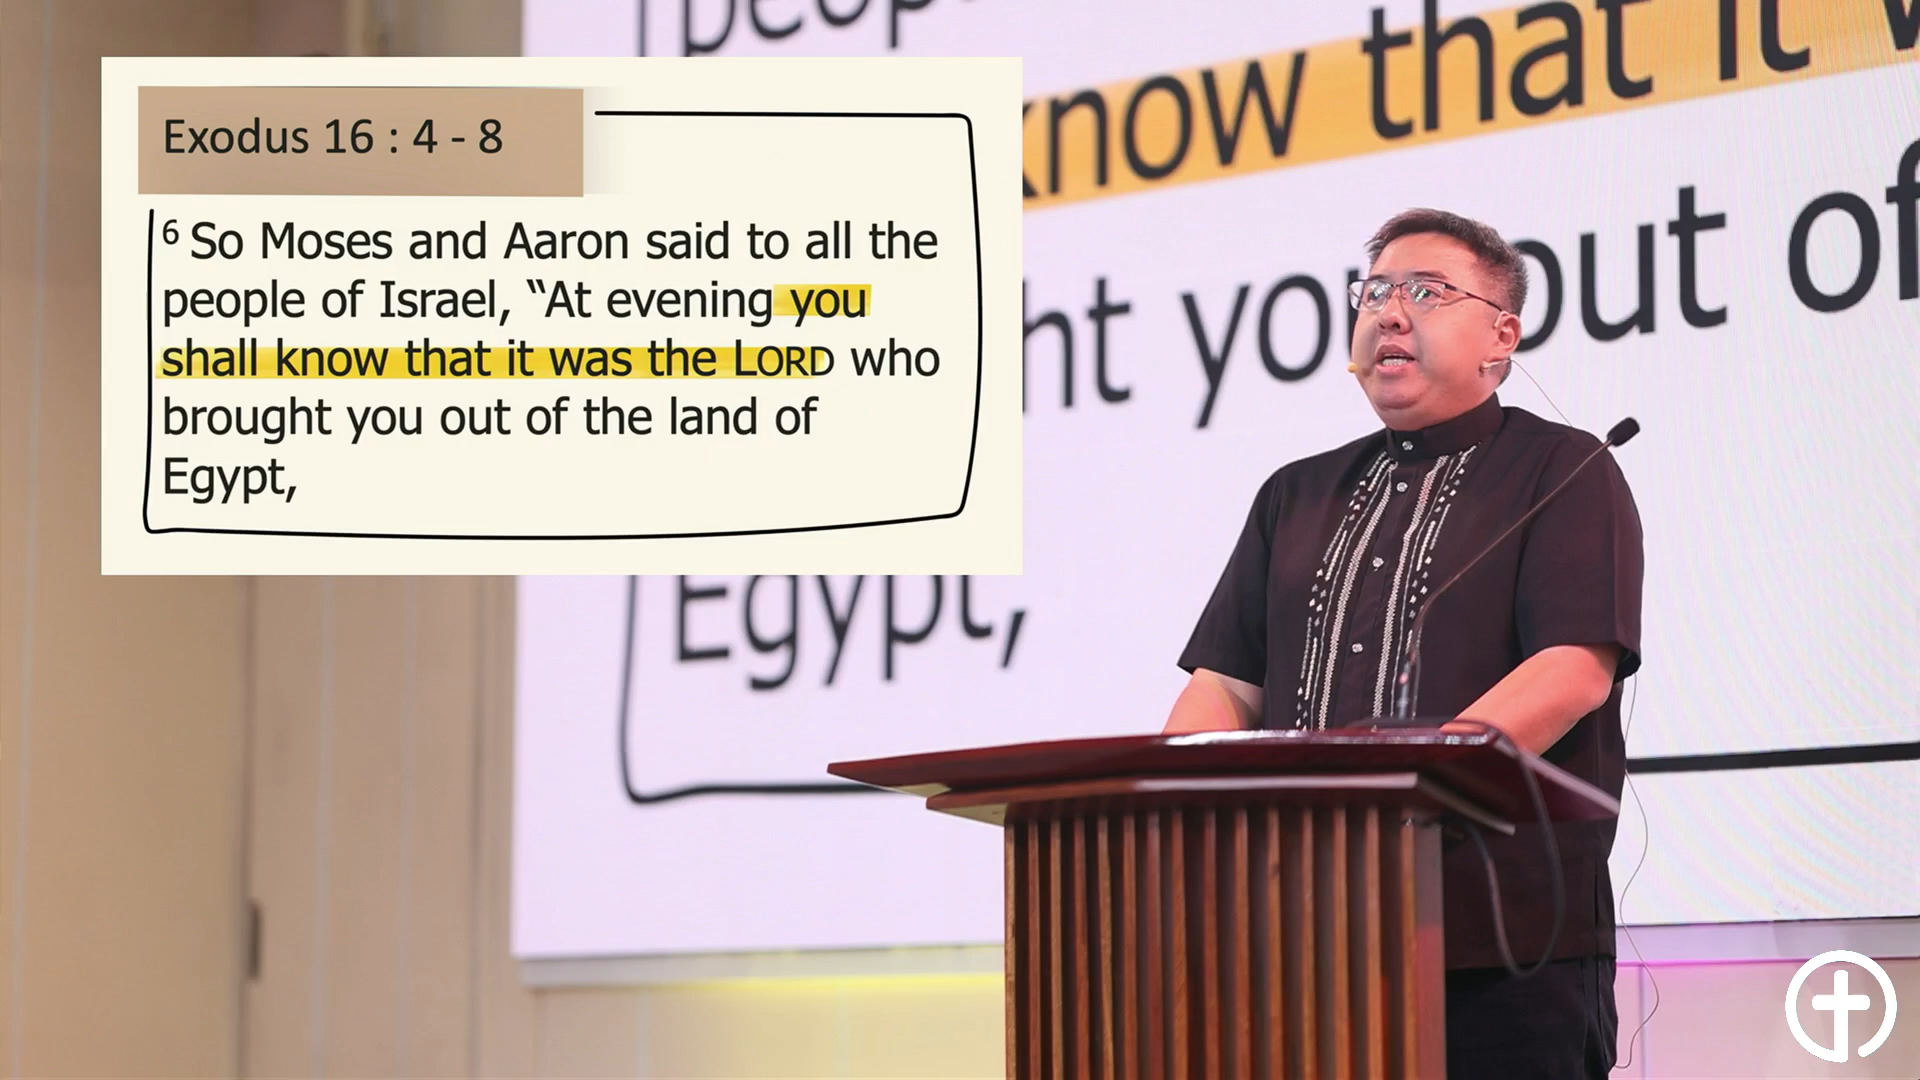 Exodus 16 : 4 - 8
6 So Moses and Aaron said to all the
people of Israel, “At evening you
shall know that it was the LORD who
brought you out of the land of
Egypt,
know that it
out of
Egypt,